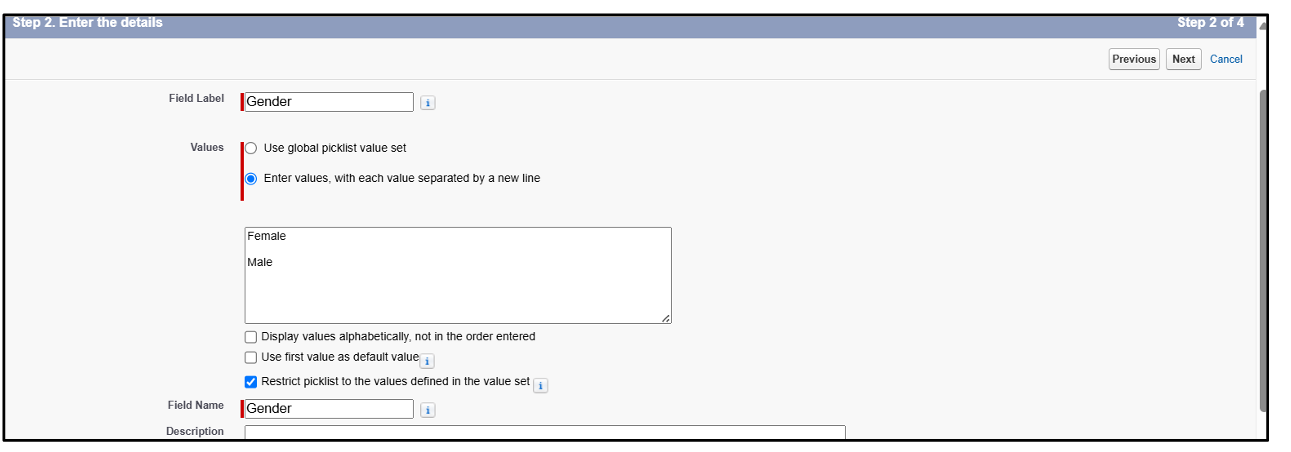 Step 2. Enter the details Step 2 of 4
Previous Next Cancel
Field Label Gender i
Values Use global picklist value set
Enter values, with each value separated by a new line
Female
Male
Display values alphabetically, not in the order entered
Use first value as default value i
Restrict picklist to the values defined in the value set i
Field Name Gender i
Description